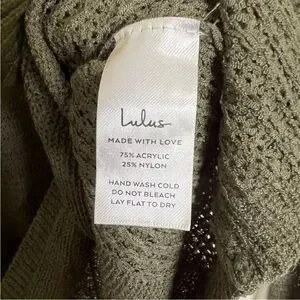 Lulus
MADE WITH LOVE
75% ACRYLIC
25% NYLON
HAND WASH COLD
DO NOT BLEACH
LAY FLAT TO DRY